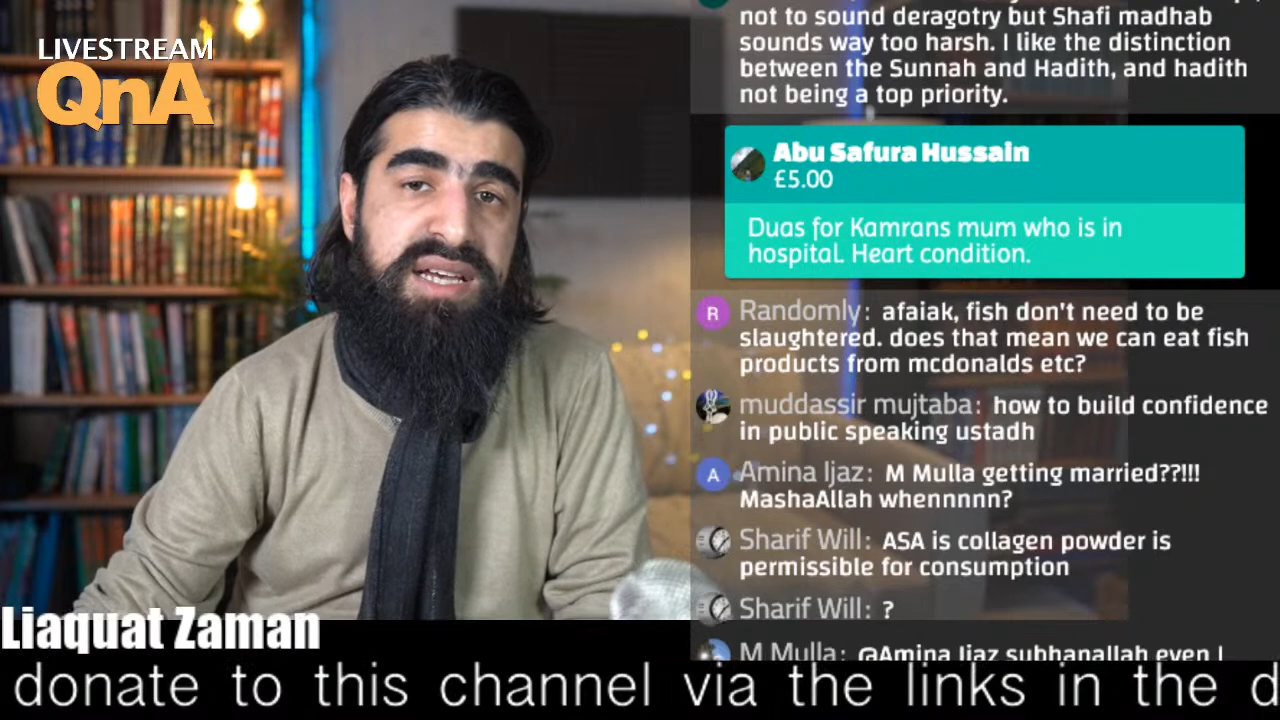 LIVESTREAM
QnA
not to sound deragotry but Shafi madhab
sounds way too harsh. I like the distinction
between the Sunnah and Hadith, and hadith
not being a top priority.
Abu Safura Hussain
£5.00
Duas for Kamrans mum who is in
hospital. Heart condition.
R Randomly: afaiak, fish don't need to be
slaughtered. does that mean we can eat fish
products from mcdonalds etc?
muddassir mujtaba: how to build confidence
in public speaking ustadh
A Amina Ijaz: M Mulla getting married??!!!
MashaAllah whennnnn?
Sharif Will: ASA is collagen powder is
permissible for consumption
Sharif Will: ?
M Mulla: @Amina Ijaz subhanallah even I
Liaquat Zaman
donate to this channel via the links in the d